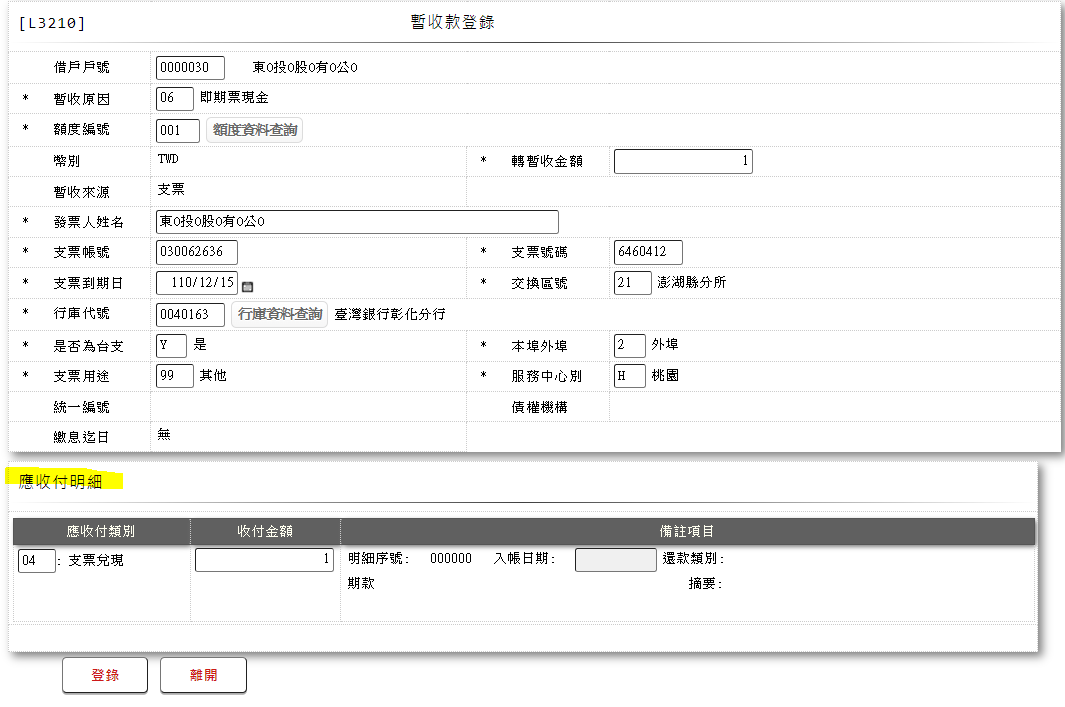 [L3210] 暫收款登錄
借戶戶號 0000030 東O投O股O有O公O
* 暫收原因 06 即期票現金
* 額度編號 001 額度資料查詢
幣別 TWD * 轉暫收金額 1
暫收來源 支票
* 發票人姓名 東O投O股O有O公O
* 支票帳號 030062636 * 支票號碼 6460412
* 支票到期日 110/12/15 * 交換區號 21 澎湖縣分所
* 行庫代號 0040163 行庫資料查詢 臺灣銀行彰化分行
* 是否為台支 Y 是 * 本埠外埠 2 外埠
* 支票用途 99 其他 * 服務中心別 H 桃園
統一編號 債權機構
繳息迄日 無
應收付明細
應收付類別 收付金額 備註項目
04 : 支票兌現 1 明細序號: 000000 入帳日期: 還款類別:
期款 摘要:
登錄 離開